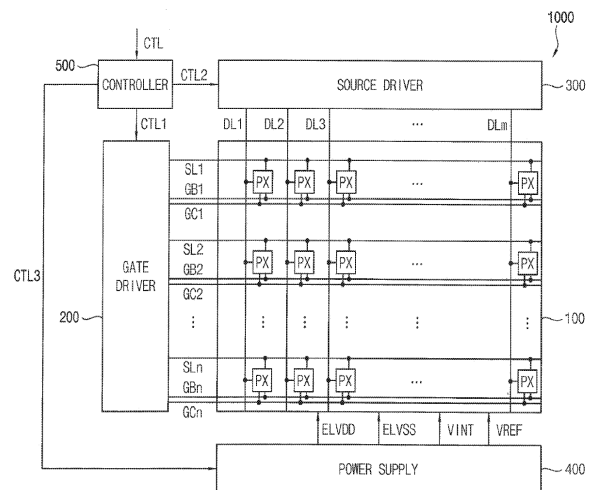 1000
CTL
500
CONTROLLER
CTL2
SOURCE DRIVER
300
CTL1
DL1 DL2 DL3 ... DLm
SL1
PX PX PX ... PX
GB1
GC1
SL2
PX PX PX ... PX
GB2
GC2
CTL3
GATE
DRIVER
200
100
SLn
PX PX PX ... PX
GBn
GCn
ELVDD ELVSS VINT VREF
POWER SUPPLY
400